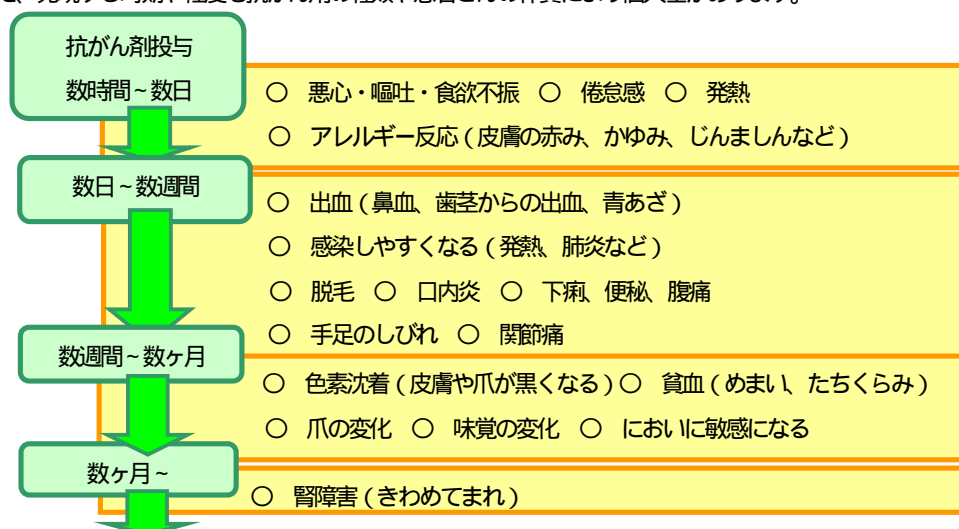 抗がん剤投与
数時間~数日
○ 悪心・嘔吐・食欲不振 ○ 倦怠感 ○ 発熱
○ アレルギー反応(皮膚の赤み、かゆみ、じんましんなど)
数日~数週間
○ 出血(鼻血、歯茎からの出血、青あざ)
○ 感染しやすくなる(発熱、肺炎など)
○ 脱毛 ○ 口内炎 ○ 下痢、便秘、腹痛
○ 手足のしびれ ○ 関節痛
数週間~数ヶ月
○ 色素沈着(皮膚や爪が黒くなる)○ 貧血(めまい、たちくらみ)
○ 爪の変化 ○ 味覚の変化 ○ においに敏感になる
数ヶ月~
○ 腎障害(きわめてまれ)